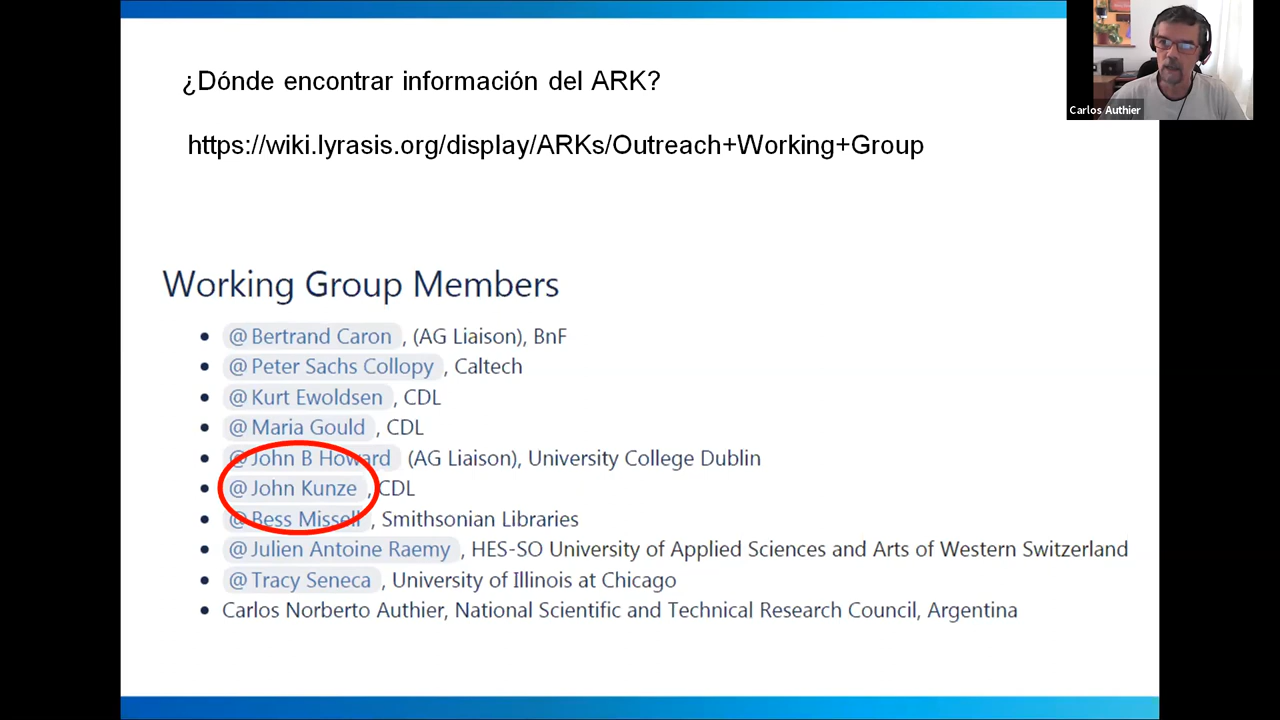 ¿Dónde encontrar información del ARK?
Carlos Authier
https://wiki.lyrasis.org/display/ARKs/Outreach+Working+Group
Working Group Members
• @ Bertrand Caron , (AG Liaison), BnF
• @ Peter Sachs Collopy , Caltech
• @ Kurt Ewoldsen , CDL
• @ Maria Gould , CDL
• @ John B Howard (AG Liaison), University College Dublin
• @ John Kunze , CDL
• @ Bess Missell , Smithsonian Libraries
• @ Julien Antoine Raemy , HES-SO University of Applied Sciences and Arts of Western Switzerland
• @ Tracy Seneca , University of Illinois at Chicago
• Carlos Norberto Authier, National Scientific and Technical Research Council, Argentina